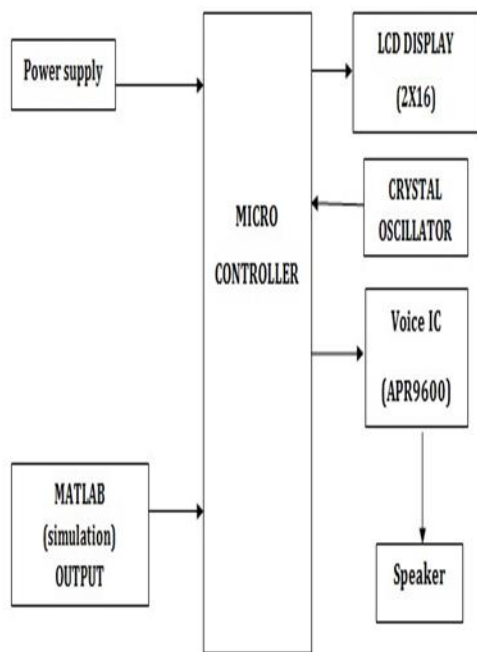 Power supply
MATLAB
(simulation)
OUTPUT
MICRO
CONTROLLER
LCD DISPLAY
(2X16)
CRYSTAL
OSCILLATOR
Voice IC
(APR9600)
Speaker